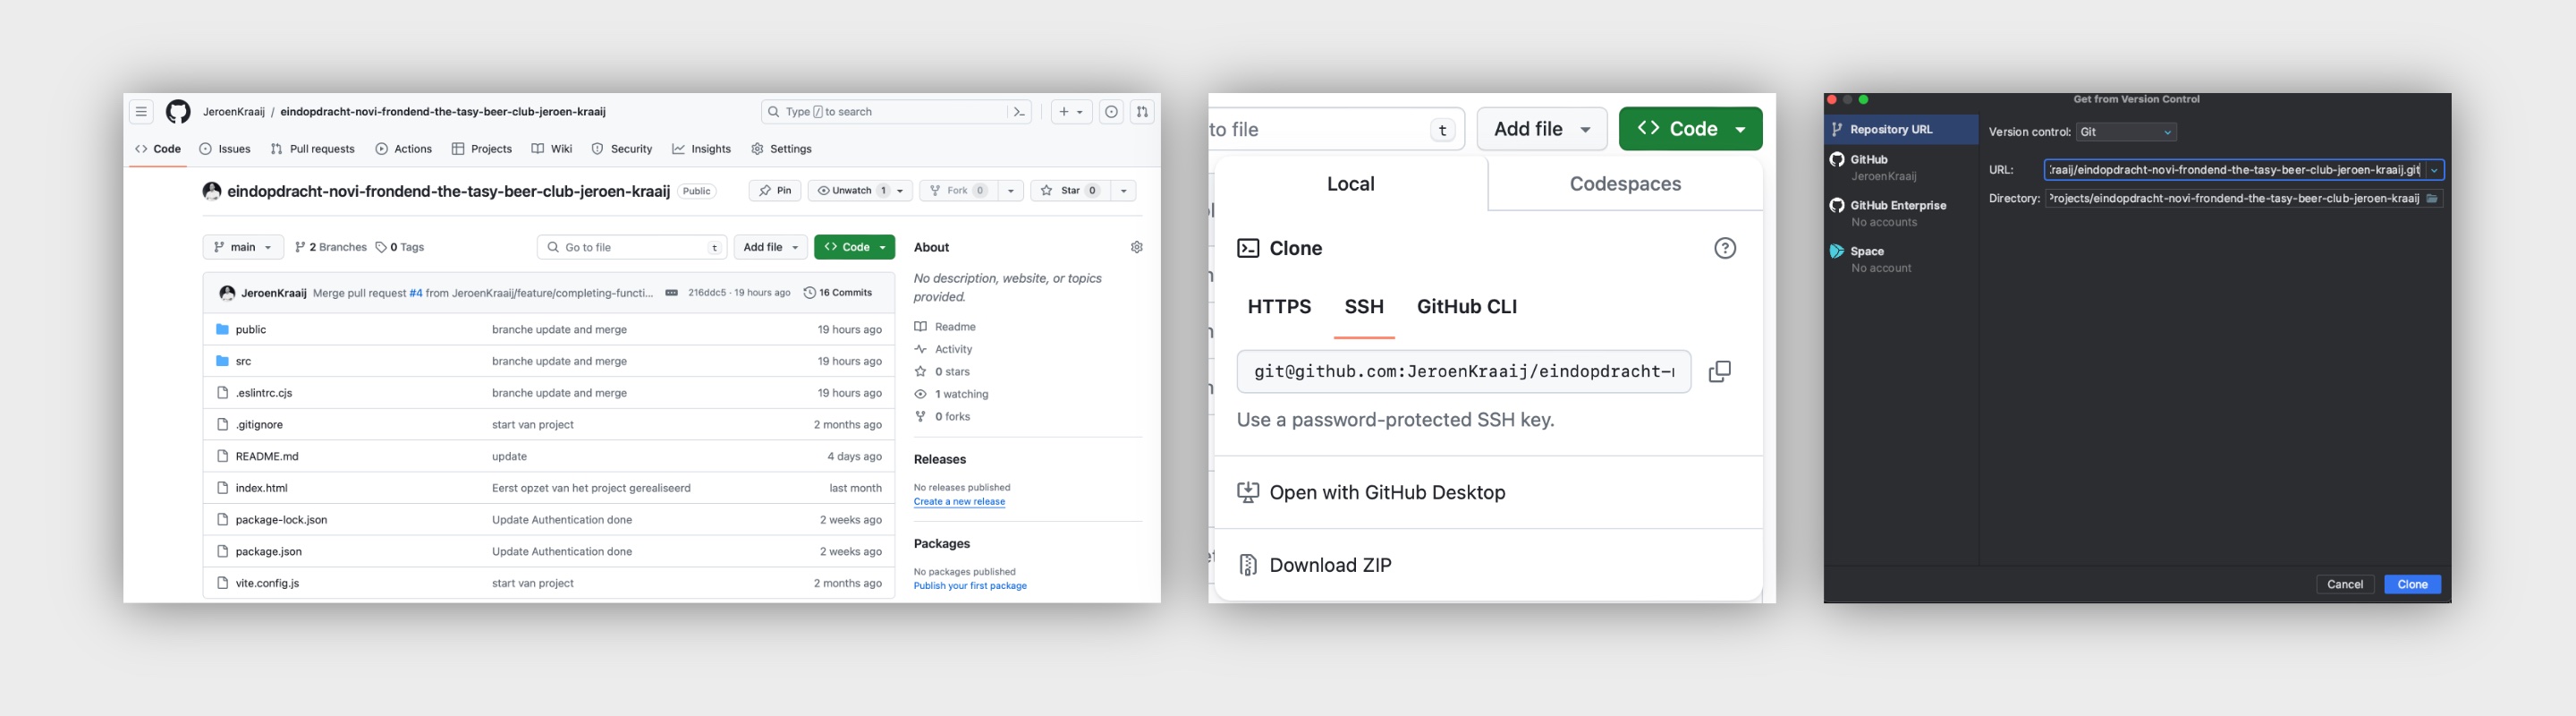 JeroenKraaij / eindopdracht-novi-frondend-the-tasy-beer-club-jeroen-kraaij
Type / to search
Code Issues Pull requests Actions Projects Wiki Security Insights Settings
eindopdracht-novi-frondend-the-tasy-beer-club-jeroen-kraaij Public
Pin Unwatch 1 Fork 0 Star 0
main 2 Branches 0 Tags Go to file t Add file Code
JeroenKraaij Merge pull request #4 from JeroenKraaij/feature/completing-functi... 216ddc5 · 19 hours ago 16 Commits
public branche update and merge 19 hours ago
src branche update and merge 19 hours ago
.eslintrc.cjs branche update and merge 19 hours ago
.gitignore start van project 2 months ago
README.md update 4 days ago
index.html Eerst opzet van het project gerealiseerd last month
package-lock.json Update Authentication done 2 weeks ago
package.json Update Authentication done 2 weeks ago
vite.config.js start van project 2 months ago
About
No description, website, or topics
provided.
Readme
Activity
0 stars
1 watching
0 forks
Releases
No releases published
Create a new release
Packages
No packages published
Publish your first package
to file t Add file Code
Local Codespaces
Clone
HTTPS SSH GitHub CLI
git@github.com:JeroenKraaij/eindopdracht-
Use a password-protected SSH key.
Open with GitHub Desktop
Download ZIP
Get from Version Control
Repository URL
GitHub
JeroenKraaij
GitHub Enterprise
No accounts
Space
No account
Version control: Git
URL: raaij/eindopdracht-novi-frondend-the-tasy-beer-club-jeroen-kraaij.git
Directory: Projects/eindopdracht-novi-frondend-the-tasy-beer-club-jeroen-kraaij
Cancel Clone